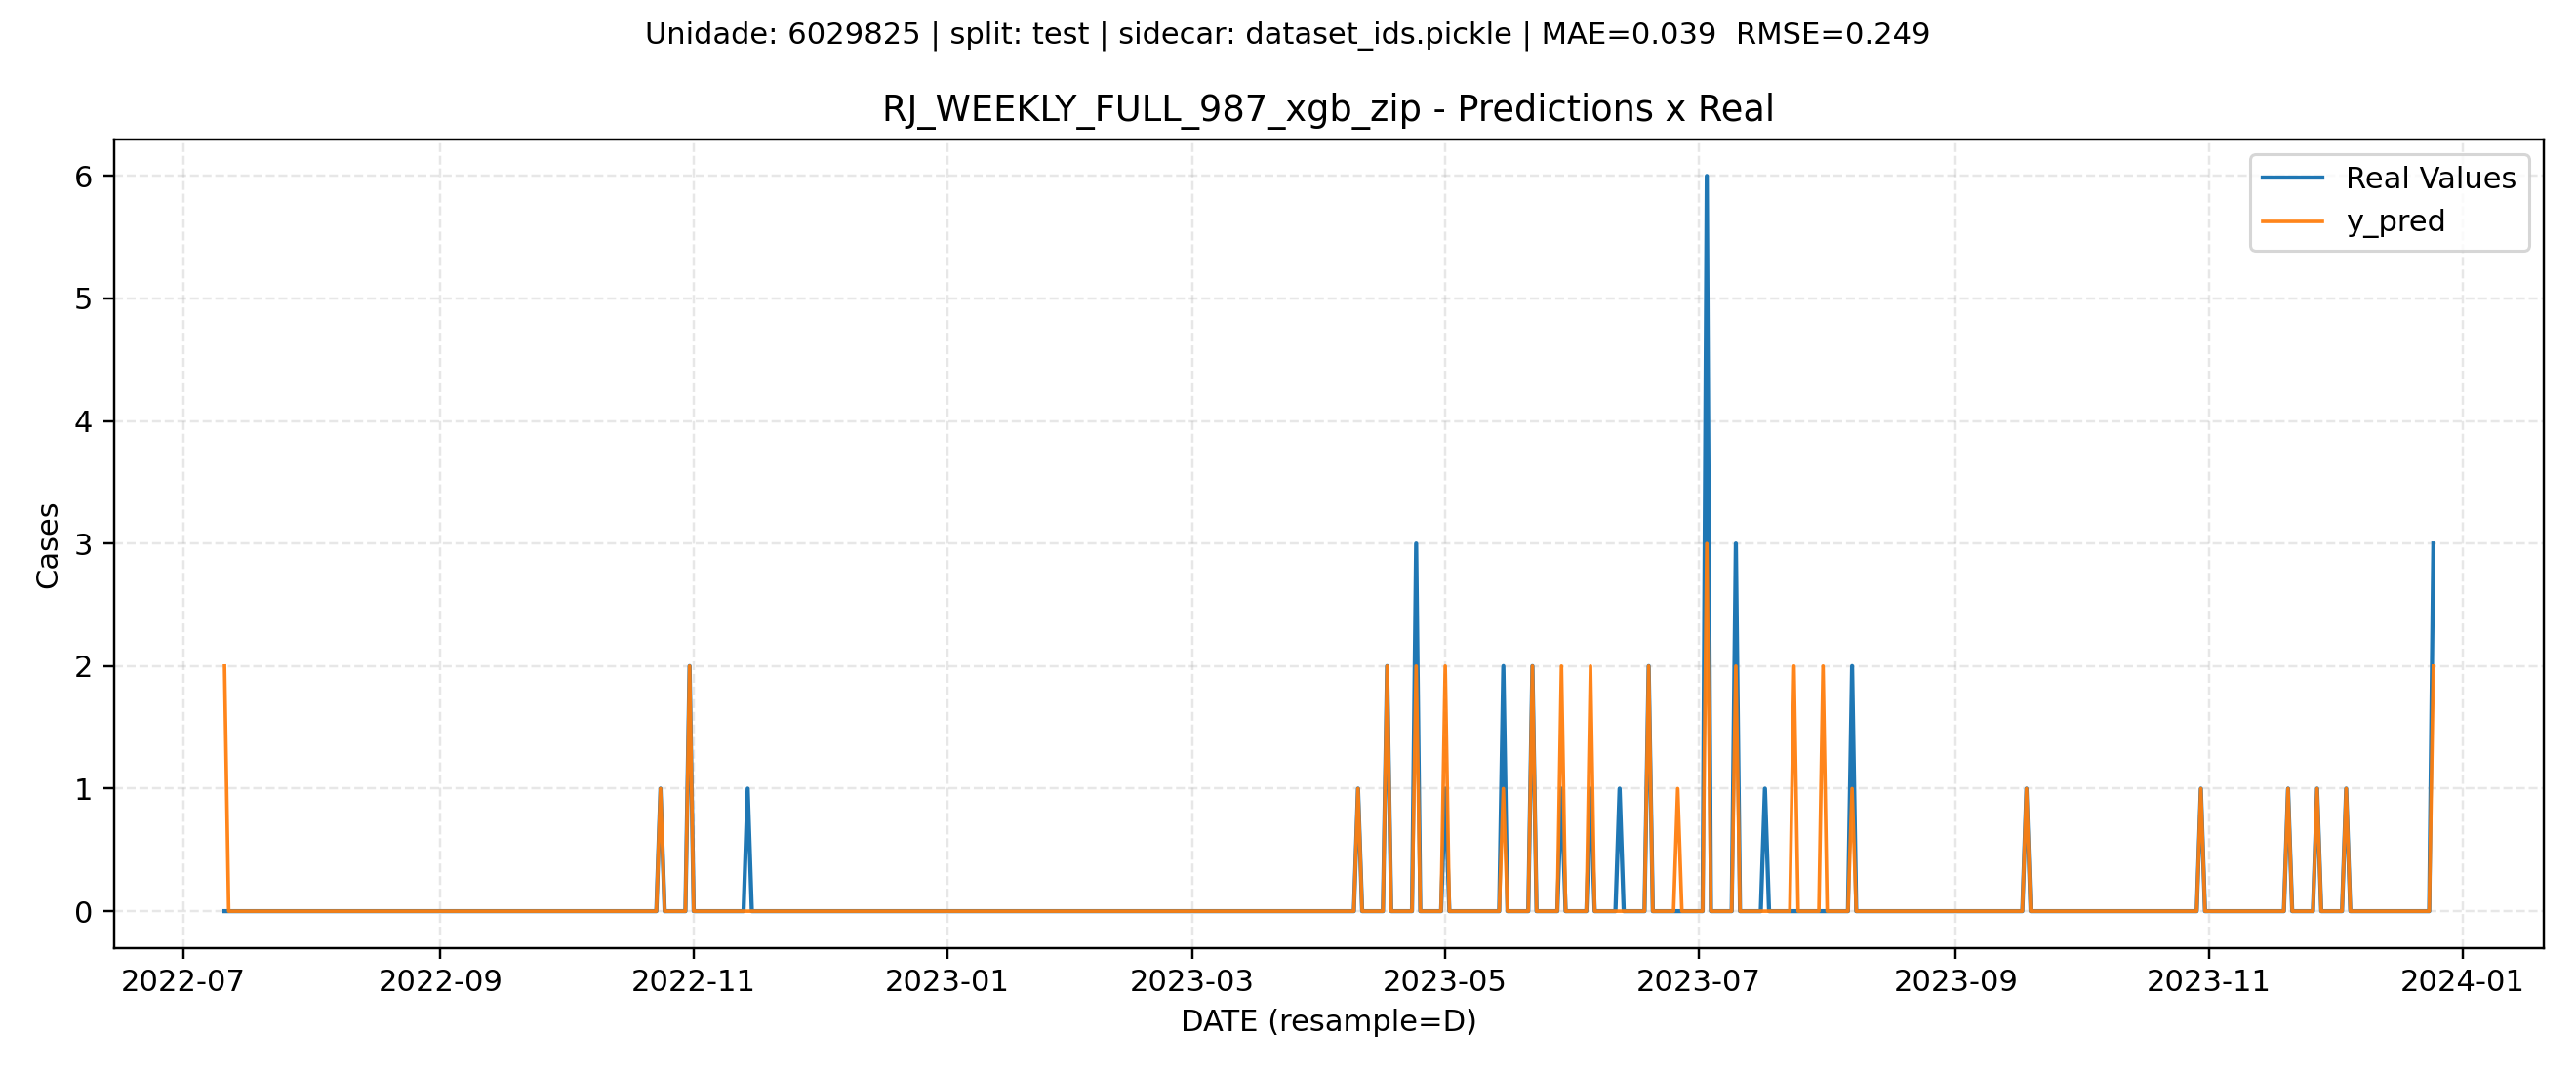 Unidade: 6029825 | split: test | sidecar: dataset_ids.pickle | MAE=0.039  RMSE=0.249
RJ_WEEKLY_FULL_987_xgb_zip - Predictions x Real
Real Values
y_pred
6
5
4
3
2
1
0
Cases
2022-07 2022-09 2022-11 2023-01 2023-03 2023-05 2023-07 2023-09 2023-11 2024-01
DATE (resample=D)